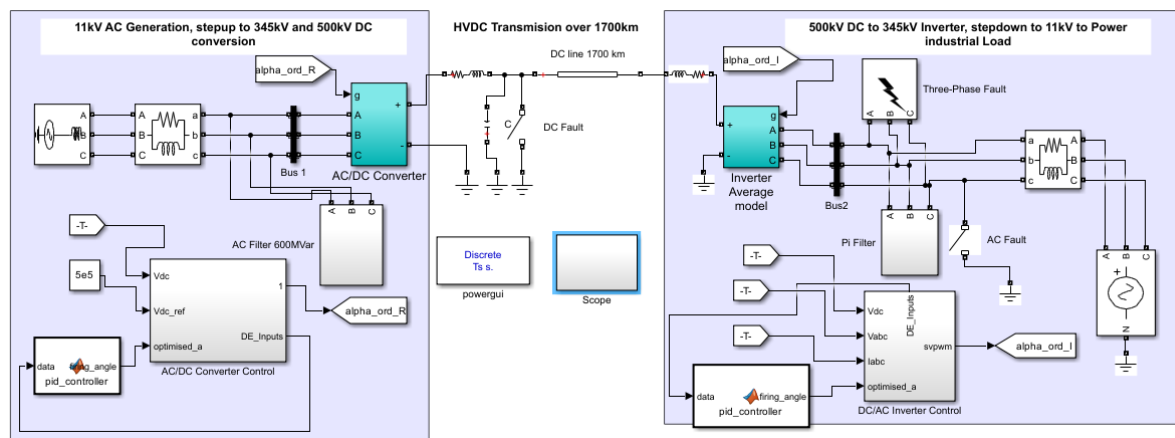 11kV AC Generation, stepup to 345kV and 500kV DC
conversion
HVDC Transmision over 1700km
500kV DC to 345kV Inverter, stepdown to 11kV to Power
industrial Load
alpha_ord_R
g
A
B
C
+
-
AC/DC Converter
A
B
C
A
B
C
a
b
c
Bus 1
A
B
C
AC Filter 600MVar
-T-
5e5
Vdc
Vdc_ref
optimised_a
1
DE_Inputs
AC/DC Converter Control
alpha_ord_R
data
firing_angle
pid_controller
DC line 1700 km
C
DC Fault
Discrete
Ts s.
powergui
Scope
alpha_ord_I
g
+
-
A
B
C
Inverter
Average
model
Bus2
Three-Phase Fault
A
B
C
a
b
c
A
B
C
A
B
C
Pi Filter
AC Fault
A
B
C
+
N
-T-
-T-
-T-
Vdc
Vabc
Iabc
optimised_a
DE_Inputs
svpwm
DC/AC Inverter Control
alpha_ord_I
data
firing_angle
pid_controller